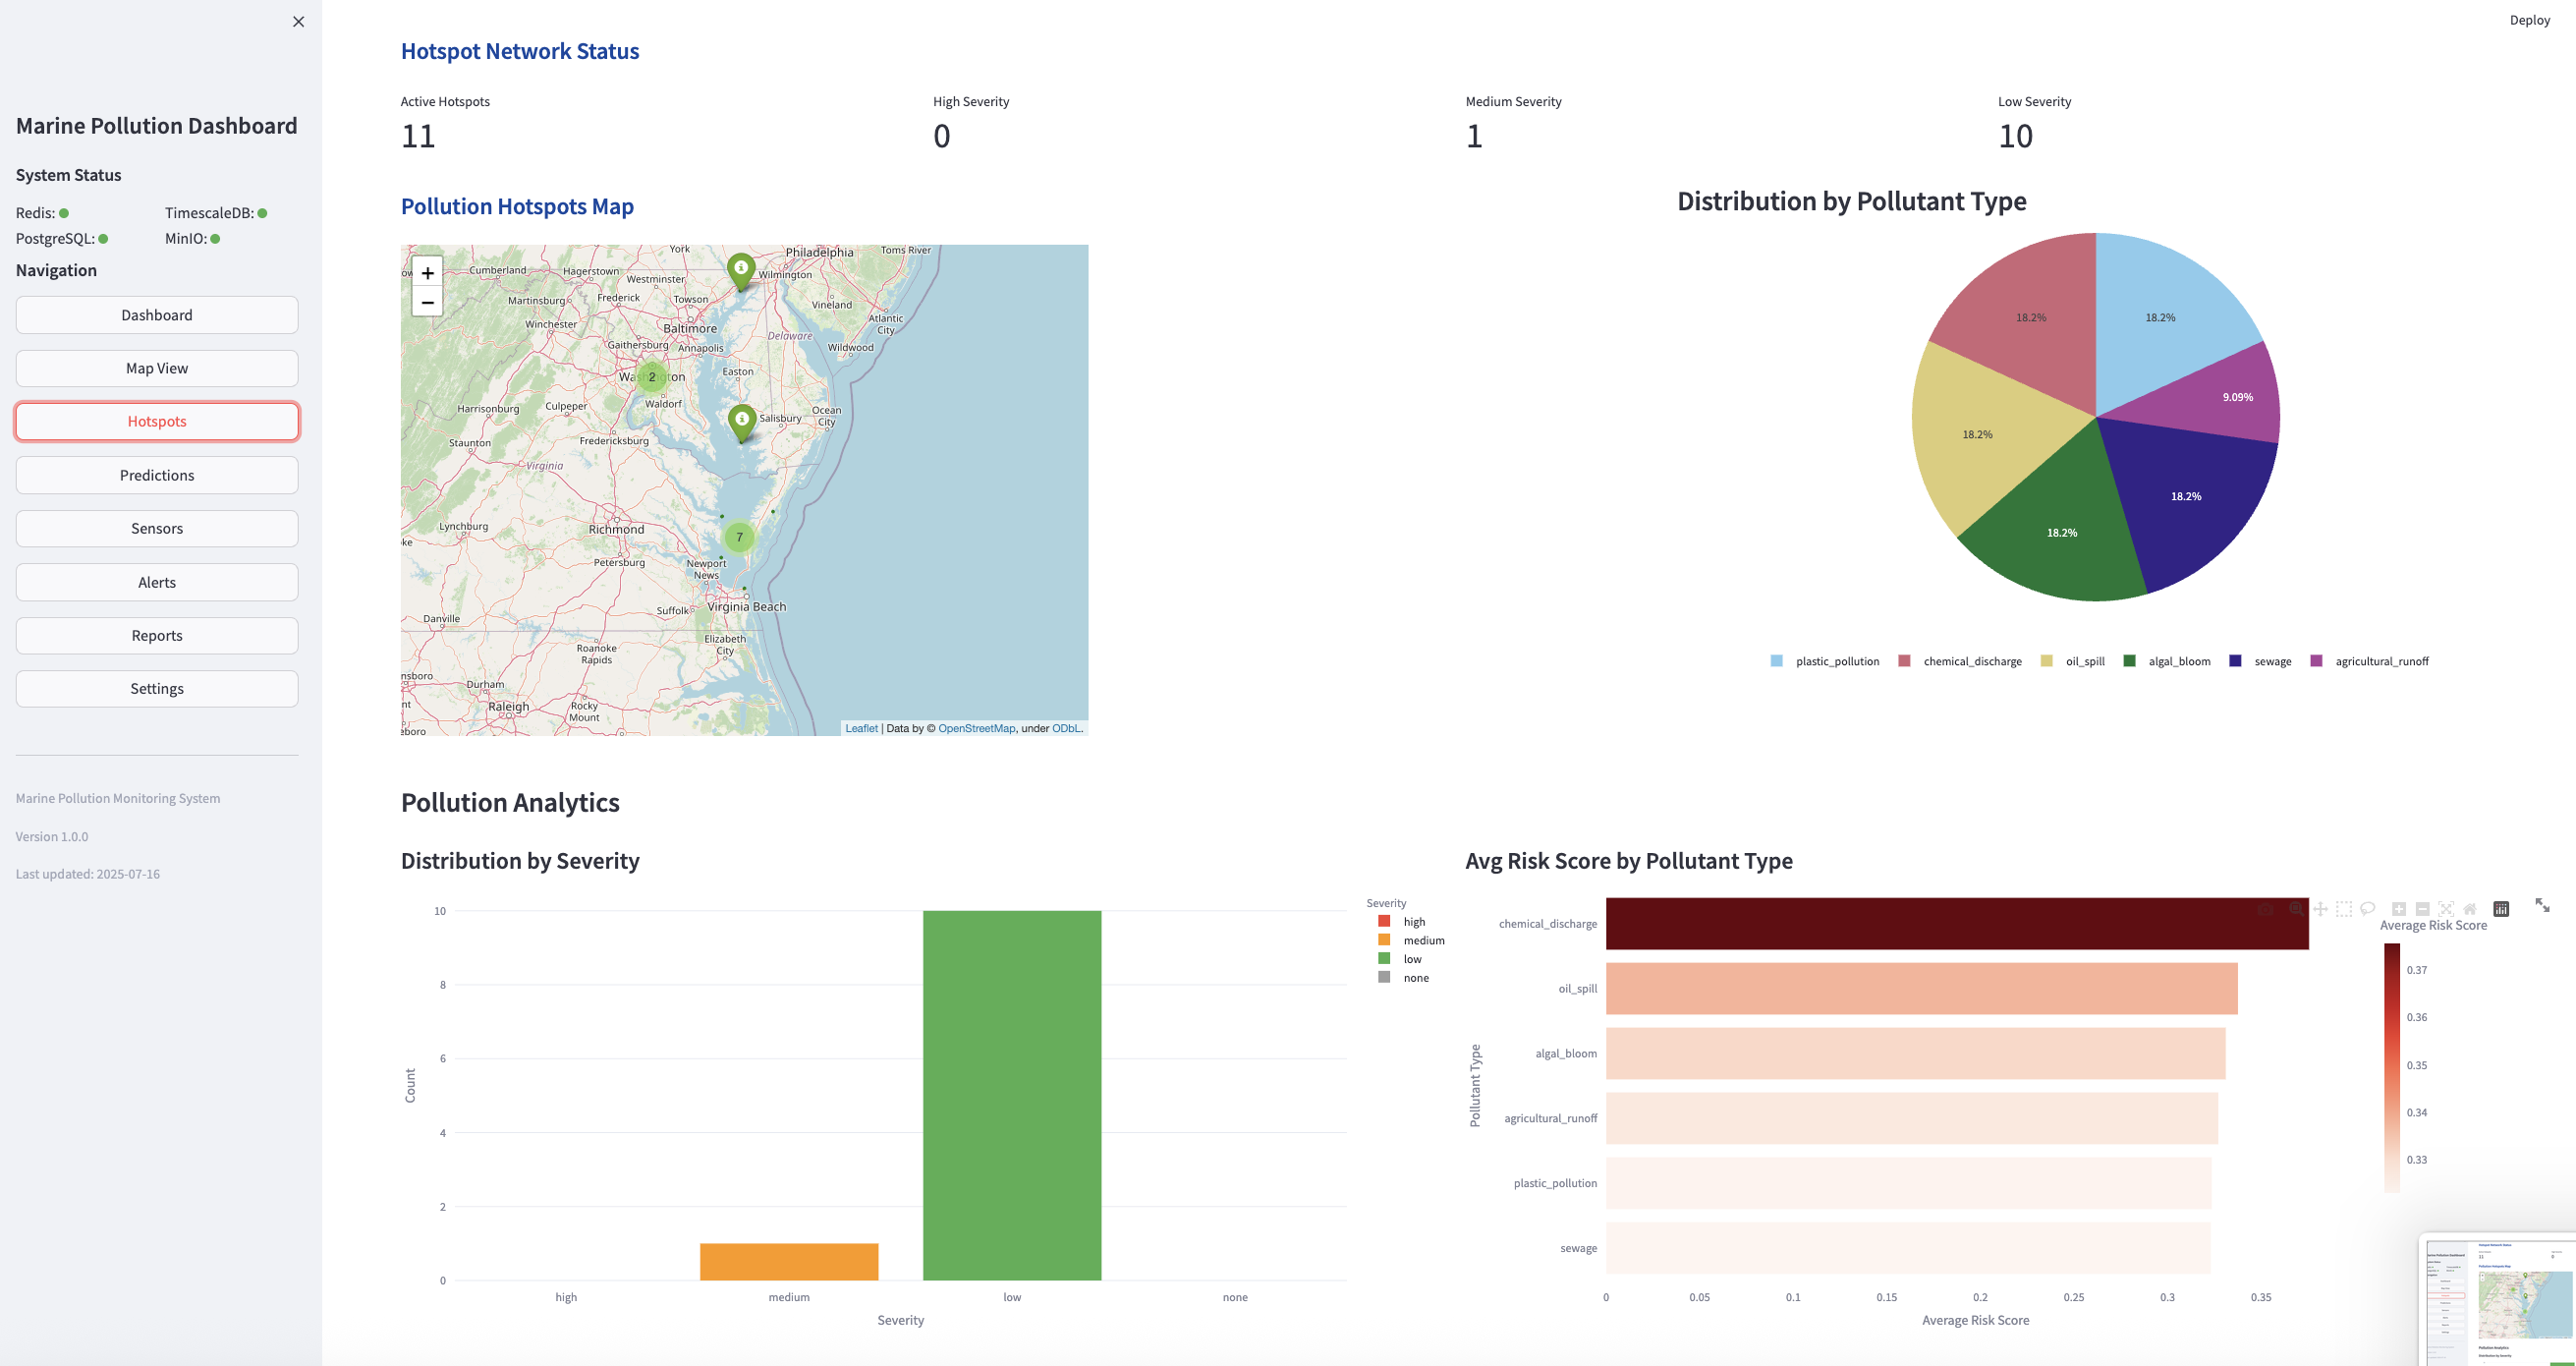 Deploy
Marine Pollution Dashboard
System Status
Redis:
TimescaleDB:
PostgreSQL:
MinIO:
Navigation
Dashboard
Map View
Hotspots
Predictions
Sensors
Alerts
Reports
Settings
Marine Pollution Monitoring System
Version 1.0.0
Last updated: 2025-07-16
Hotspot Network Status
Active Hotspots
11
High Severity
0
Medium Severity
1
Low Severity
10
Pollution Hotspots Map
+
−
York
Philadelphia
Toms River
Cumberland
Hagerstown
Wilmington
Westminster
Martinsburg
Frederick
Towson
Vineland
Winchester
Baltimore
Atlantic
City
Delaware
Gaithersburg
Annapolis
Wildwood
Washington
2
Easton
Waldorf
Harrisonburg
Culpeper
Salisbury
Ocean
City
Staunton
Fredericksburg
Virginia
Lynchburg
Richmond
7
ke
Petersburg
Newport
News
Suffolk
Virginia Beach
Danville
Elizabeth
City
Roanoke
Rapids
nsboro
nt
Durham
Raleigh
Rocky
Mount
boro
Leaflet | Data by © OpenStreetMap, under ODbL.
Distribution by Pollutant Type
18.2%
18.2%
9.09%
18.2%
18.2%
18.2%
plastic_pollution
chemical_discharge
oil_spill
algal_bloom
sewage
agricultural_runoff
Pollution Analytics
Distribution by Severity
10
8
6
4
2
0
Count
high
medium
low
none
Severity
Severity
high
medium
low
none
Avg Risk Score by Pollutant Type
chemical_discharge
oil_spill
algal_bloom
agricultural_runoff
plastic_pollution
sewage
Pollutant Type
0
0.05
0.1
0.15
0.2
0.25
0.3
0.35
Average Risk Score
Average Risk Score
0.37
0.36
0.35
0.34
0.33